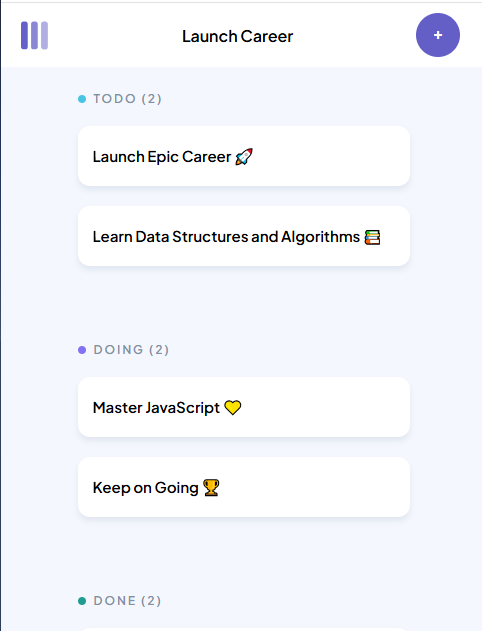 Launch Career
+
TODO (2)
Launch Epic Career 🚀
Learn Data Structures and Algorithms 📚
DOING (2)
Master JavaScript 💛
Keep on Going 🏆
DONE (2)